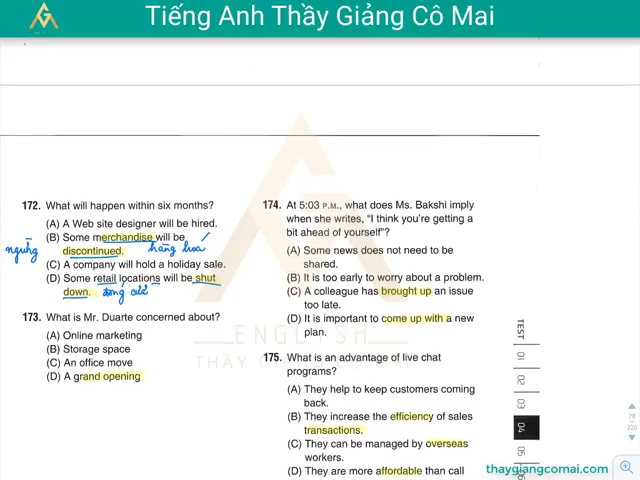 Tiếng Anh Thầy Giảng Cô Mai
172. What will happen within six months?
(A) A Web site designer will be hired.
(B) Some merchandise will be
discontinued.
ngừng
hàng hoá
(C) A company will hold a holiday sale.
(D) Some retail locations will be shut
down.
đóng cửa
173. What is Mr. Duarte concerned about?
(A) Online marketing
(B) Storage space
(C) An office move
(D) A grand opening
174. At 5:03 P.M., what does Ms. Bakshi imply
when she writes, “I think you’re getting a
bit ahead of yourself”?
(A) Some news does not need to be
shared.
(B) It is too early to worry about a problem.
(C) A colleague has brought up an issue
too late.
(D) It is important to come up with a new
plan.
175. What is an advantage of live chat
programs?
(A) They help to keep customers coming
back.
(B) They increase the efficiency of sales
transactions.
(C) They can be managed by overseas
workers.
(D) They are more affordable than call
ENGLISH
TEST
01
02
03
04
05
78
220
thaygiangcomai.com